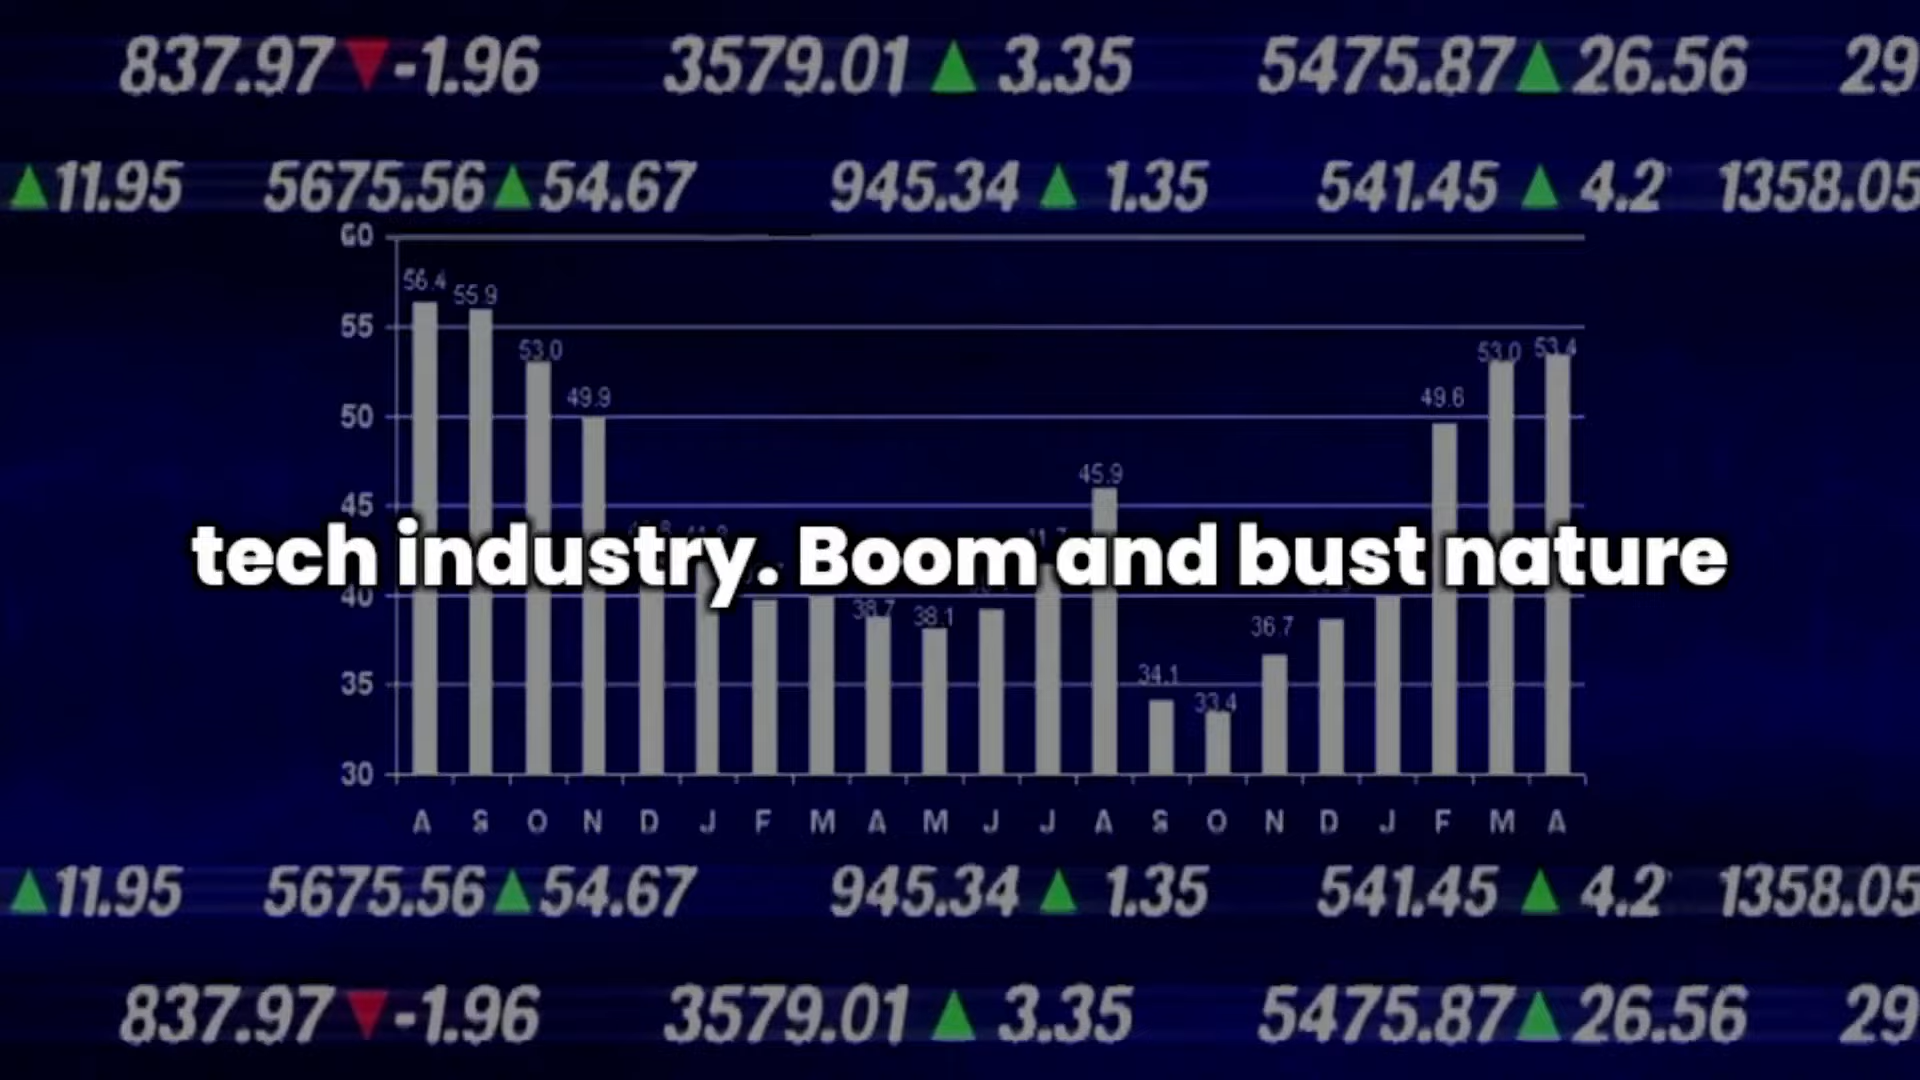 837.97 ▼ -1.96 3579.01 ▲ 3.35 5475.87 ▲ 26.56 29
▲ 11.95 5675.56 ▲ 54.67 945.34 ▲ 1.35 541.45 ▲ 4.2 1358.05
60
56.4 55.9
55
53.0 53.0 53.4
50
49.9 49.6
45.9
45
tech industry. Boom and bust nature
40
38.7 38.1 36.7
35
34.1
33.4
30
A S O N D J F M A M J J A S O N D J F M A
▲ 11.95 5675.56 ▲ 54.67 945.34 ▲ 1.35 541.45 ▲ 4.2 1358.05
837.97 ▼ -1.96 3579.01 ▲ 3.35 5475.87 ▲ 26.56 29